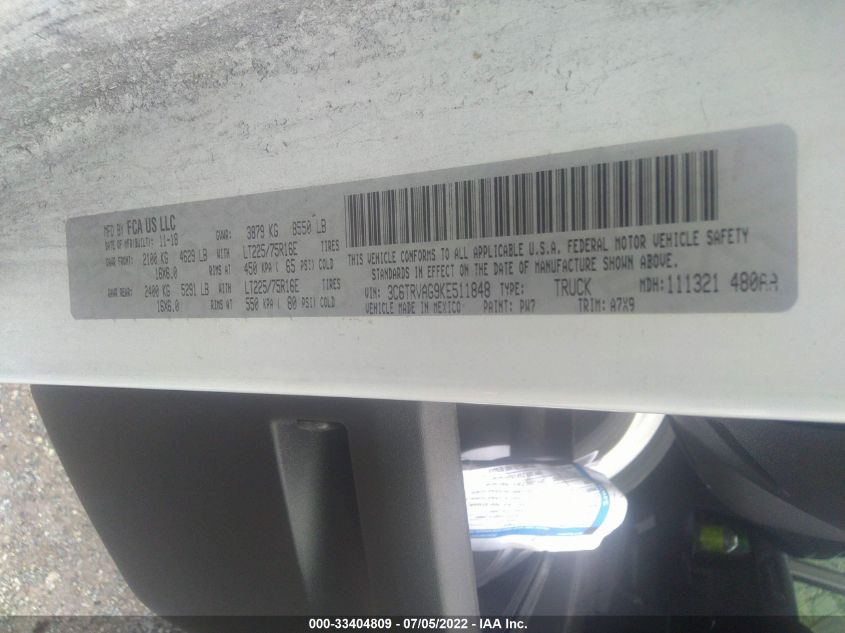 MFD BY FCA US LLC
DATE OF MFR(BUILT): 11-18 GVWR: 3879 KG 8550 LB
GAWR FRONT: 2100 KG 4629 LB WITH LT225/75R16E TIRES
16X6.0 RIMS AT 450 KPA ( 65 PSI) COLD
GAWR REAR: 2400 KG 5291 LB WITH LT225/75R16E TIRES
16X6.0 RIMS AT 550 KPA ( 80 PSI) COLD
THIS VEHICLE CONFORMS TO ALL APPLICABLE U.S.A. FEDERAL MOTOR VEHICLE SAFETY
STANDARDS IN EFFECT ON THE DATE OF MANUFACTURE SHOWN ABOVE.
VIN: 3C6TRVAG9KE511848 TYPE: TRUCK MDH: 111321 480AA
VEHICLE MADE IN MEXICO PAINT: PW7 TRIM: A7X9
000-33404809 / 07/05/2022 - IAA Inc.